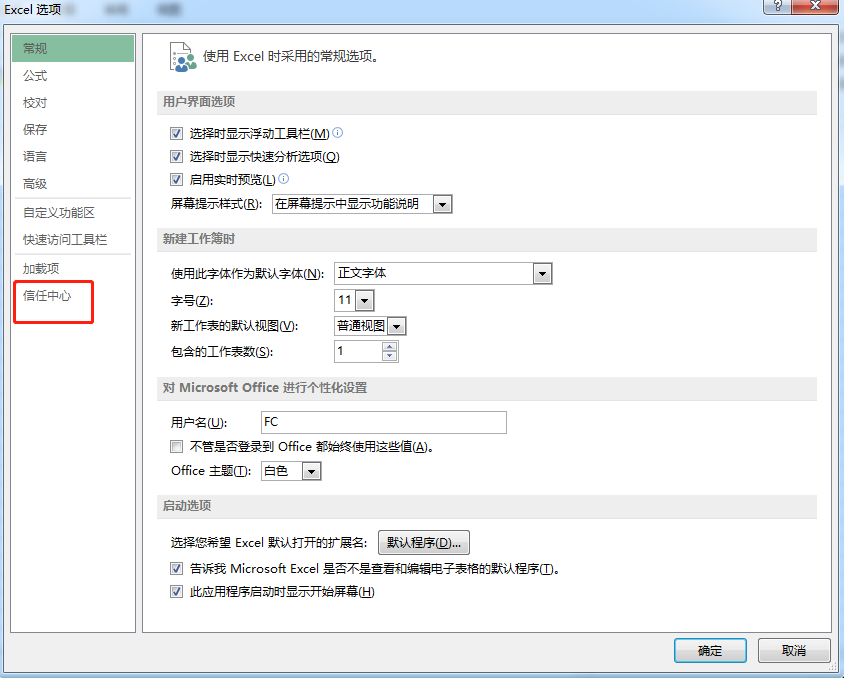 Excel 选项
常规
公式
校对
保存
语言
高级
自定义功能区
快速访问工具栏
加载项
信任中心
使用 Excel 时采用的常规选项。
用户界面选项
选择时显示浮动工具栏(M)
选择时显示快速分析选项(Q)
启用实时预览(L)
屏幕提示样式(R): 在屏幕提示中显示功能说明
新建工作簿时
使用此字体作为默认字体(N): 正文字体
字号(Z): 11
新工作表的默认视图(V): 普通视图
包含的工作表数(S): 1
对 Microsoft Office 进行个性化设置
用户名(U): FC
不管是否登录到 Office 都始终使用这些值(A)。
Office 主题(T): 白色
启动选项
选择您希望 Excel 默认打开的扩展名: 默认程序(D)...
告诉我 Microsoft Excel 是否不是查看和编辑电子表格的默认程序(T)。
此应用程序启动时显示开始屏幕(H)
确定 取消